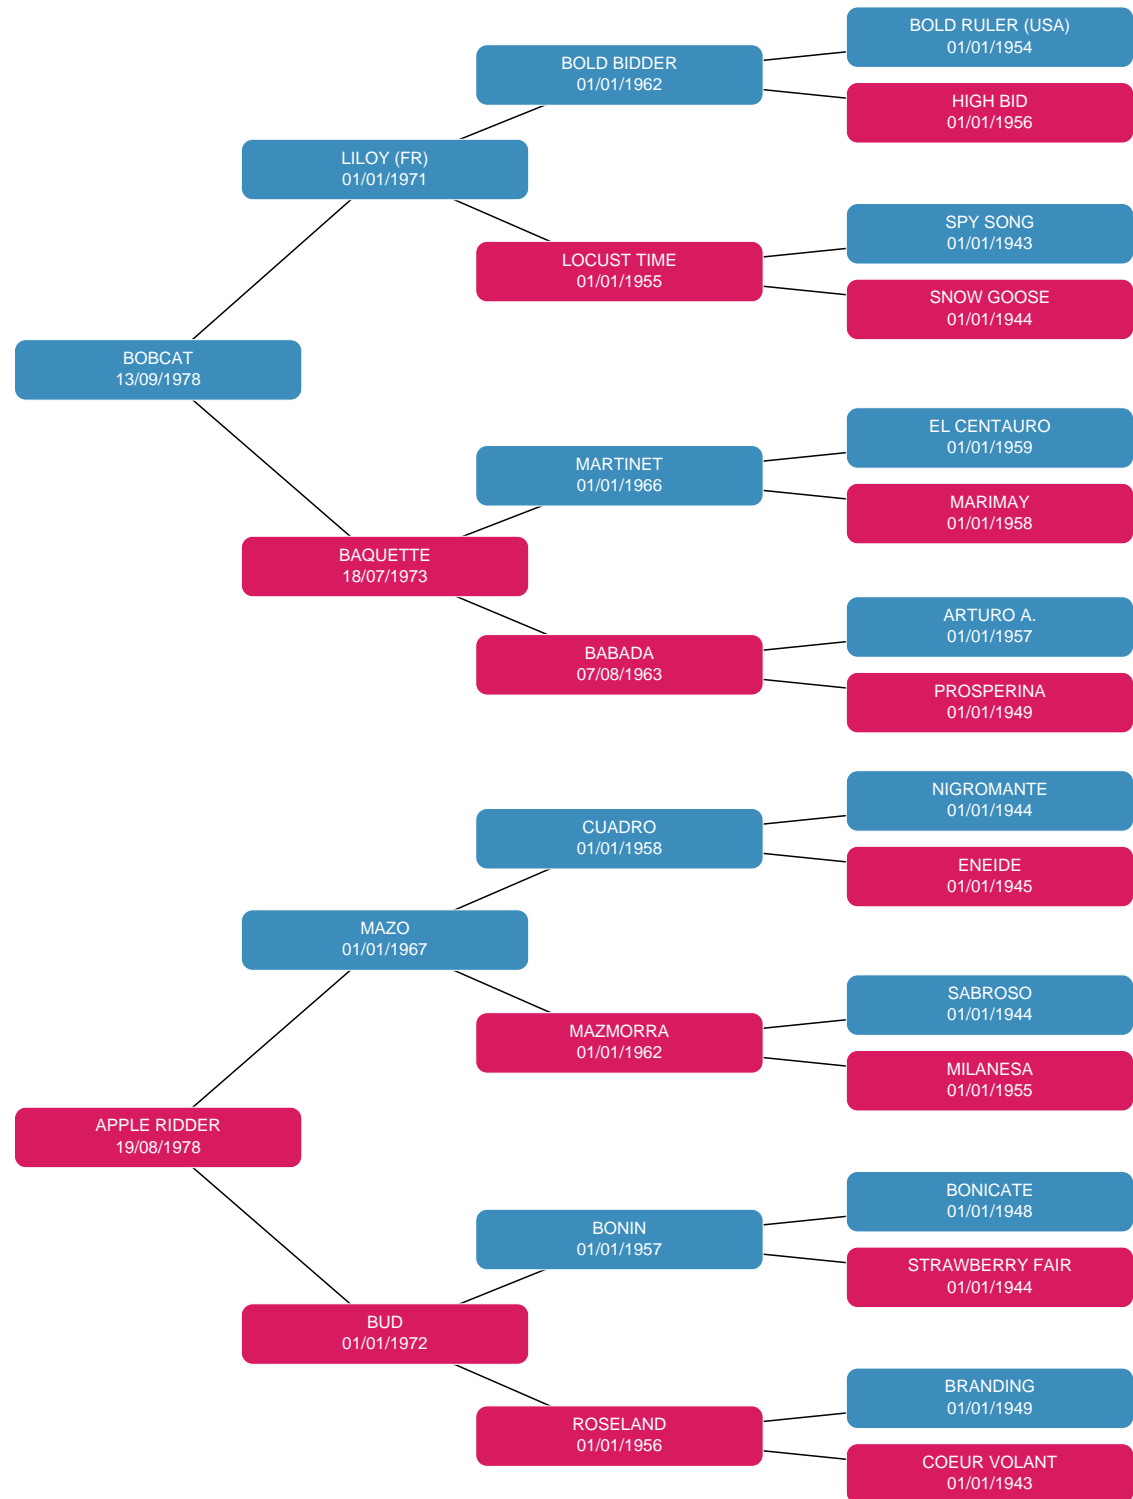 BOLD RULER (USA)
01/01/1954
BOLD BIDDER
01/01/1962
HIGH BID
01/01/1956
LILOY (FR)
01/01/1971
SPY SONG
01/01/1943
LOCUST TIME
01/01/1955
SNOW GOOSE
01/01/1944
BOBCAT
13/09/1978
EL CENTAURO
01/01/1959
MARTINET
01/01/1966
MARIMAY
01/01/1958
BAQUETTE
18/07/1973
ARTURO A.
01/01/1957
BABADA
07/08/1963
PROSPERINA
01/01/1949
NIGROMANTE
01/01/1944
CUADRO
01/01/1958
ENEIDE
01/01/1945
MAZO
01/01/1967
SABROSO
01/01/1944
MAZMORRA
01/01/1962
MILANESA
01/01/1955
APPLE RIDDER
19/08/1978
BONICATE
01/01/1948
BONIN
01/01/1957
STRAWBERRY FAIR
01/01/1944
BUD
01/01/1972
BRANDING
01/01/1949
ROSELAND
01/01/1956
COEUR VOLANT
01/01/1943